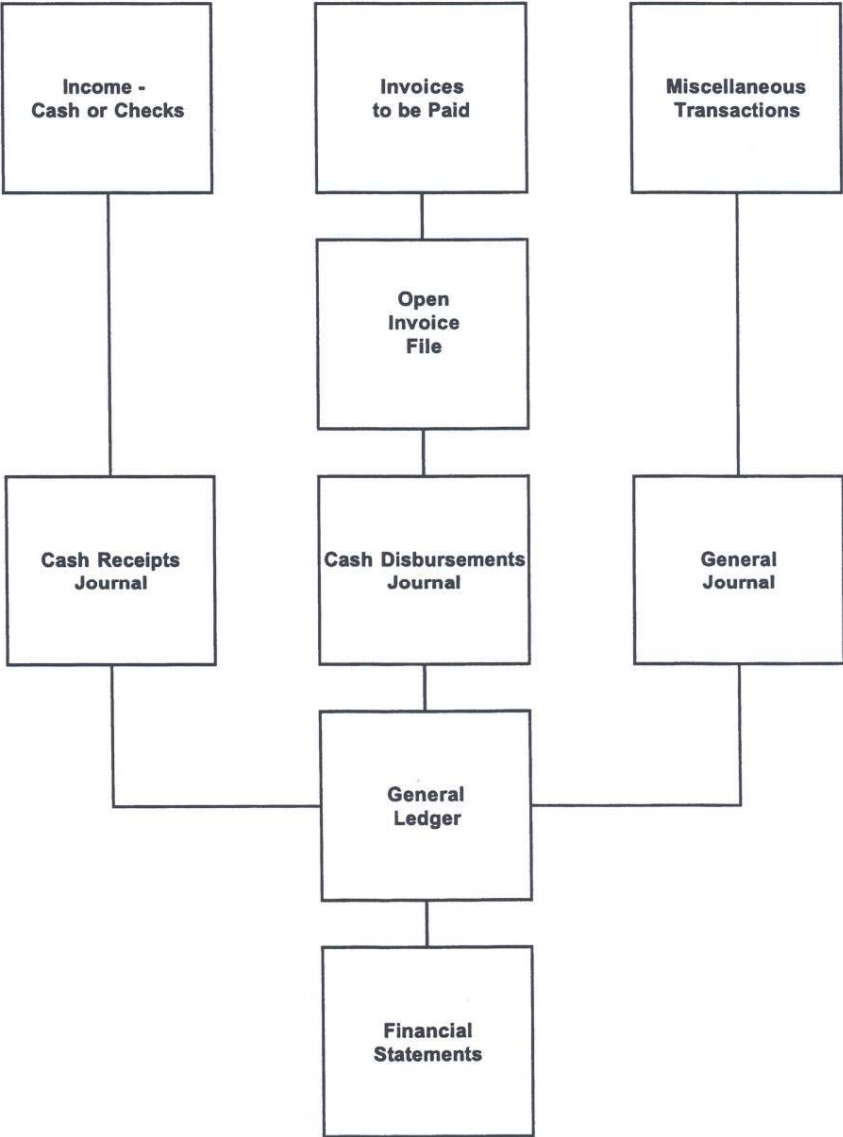 Income -
Cash or Checks
Invoices
to be Paid
Miscellaneous
Transactions
Open
Invoice
File
Cash Receipts
Journal
Cash Disbursements
Journal
General
Journal
General
Ledger
Financial
Statements